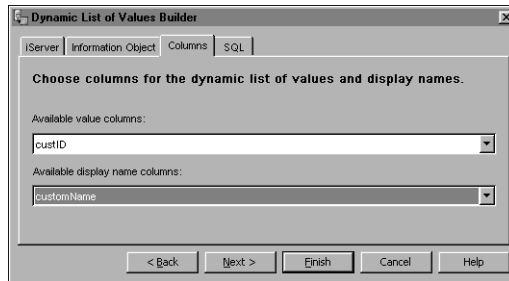 Dynamic List of Values Builder
iServer Information Object Columns SQL
Choose columns for the dynamic list of values and display names.
Available value columns:
custID
Available display name columns:
customName
< Back Next > Finish Cancel Help